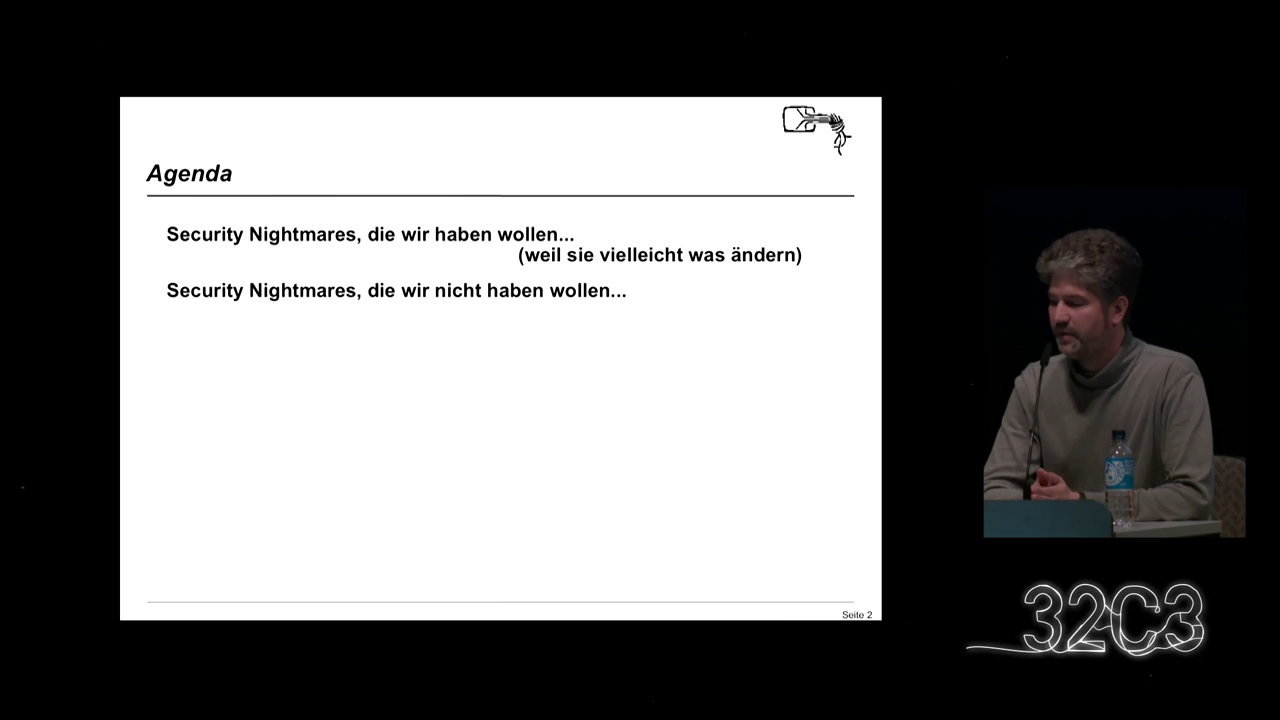 Agenda
Security Nightmares, die wir haben wollen...
(weil sie vielleicht was ändern)
Security Nightmares, die wir nicht haben wollen...
Seite 2
32C3